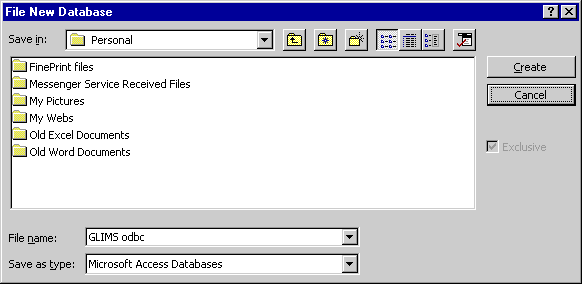 File New Database
Save in: Personal
FinePrint files
Messenger Service Received Files
My Pictures
My Webs
Old Excel Documents
Old Word Documents
Create
Cancel
Exclusive
File name: GLIMS odbc
Save as type: Microsoft Access Databases